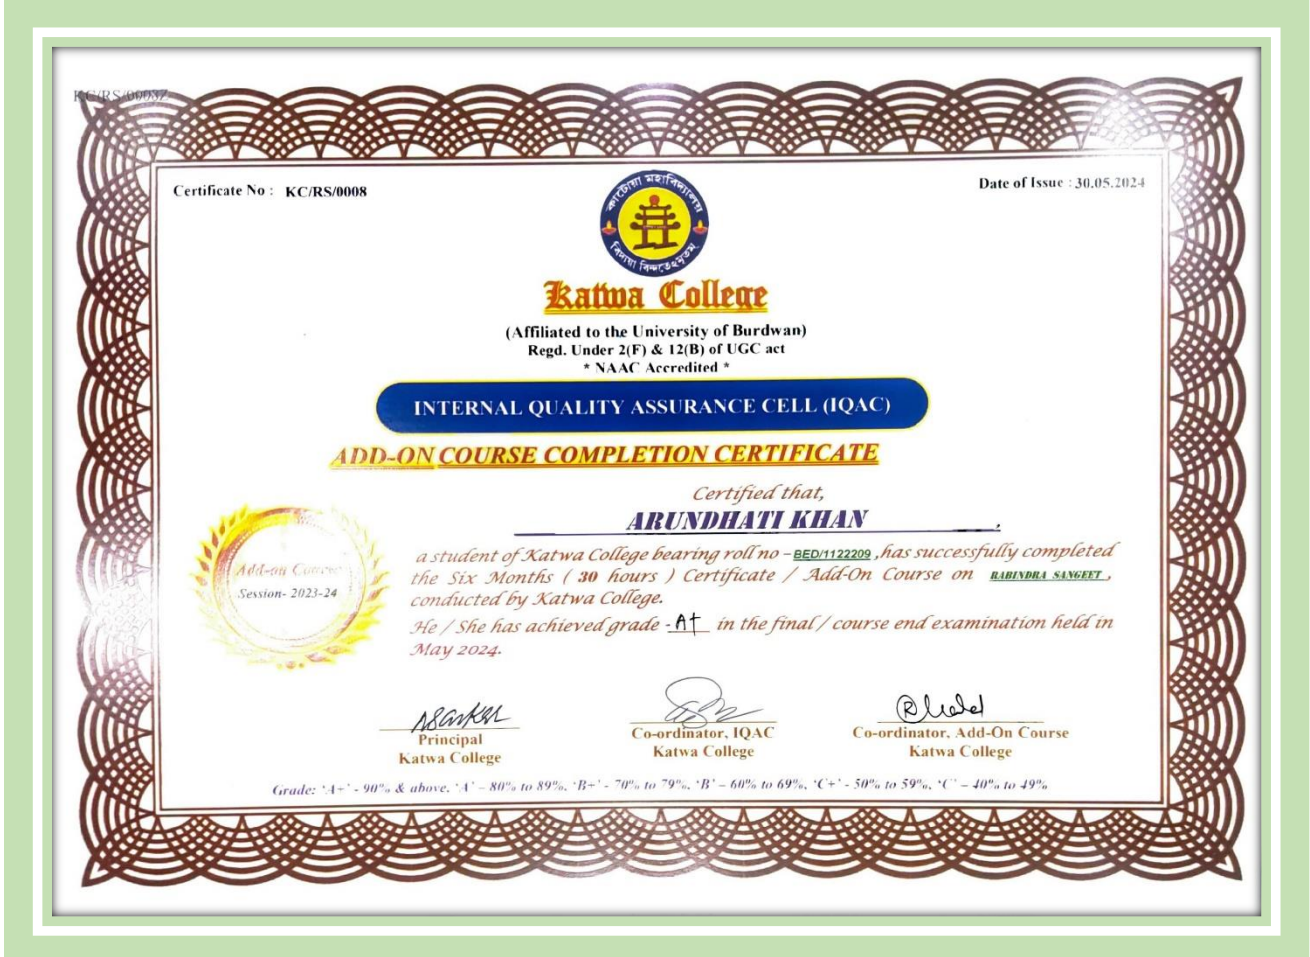 KC/RS/0003Z
Certificate No : KC/RS/0008
Date of Issue : 30.05.2024
কাটোয়া মহাবিদ্যালয়
Katwa College
(Affiliated to the University of Burdwan)
Regd. Under 2(F) & 12(B) of UGC act
* NAAC Accredited *
INTERNAL QUALITY ASSURANCE CELL (IQAC)
ADD-ON COURSE COMPLETION CERTIFICATE
Certified that,
ARUNDHATI KHAN ,
a student of Katwa College bearing roll no – BED/1122209 , has successfully completed
the Six Months ( 30 hours ) Certificate / Add-On Course on RABINDRA SANGEET ,
conducted by Katwa College.
He / She has achieved grade - A+ in the final / course end examination held in
May 2024.
Add-on Course
Session- 2023-24
Principal
Katwa College
Co-ordinator, IQAC
Katwa College
Co-ordinator, Add-On Course
Katwa College
Grade: 'A+' - 90% & above, 'A' – 80% to 89%, 'B+' - 70% to 79%, 'B' – 60% to 69%, 'C+' - 50% to 59%, 'C' – 40% to 49%